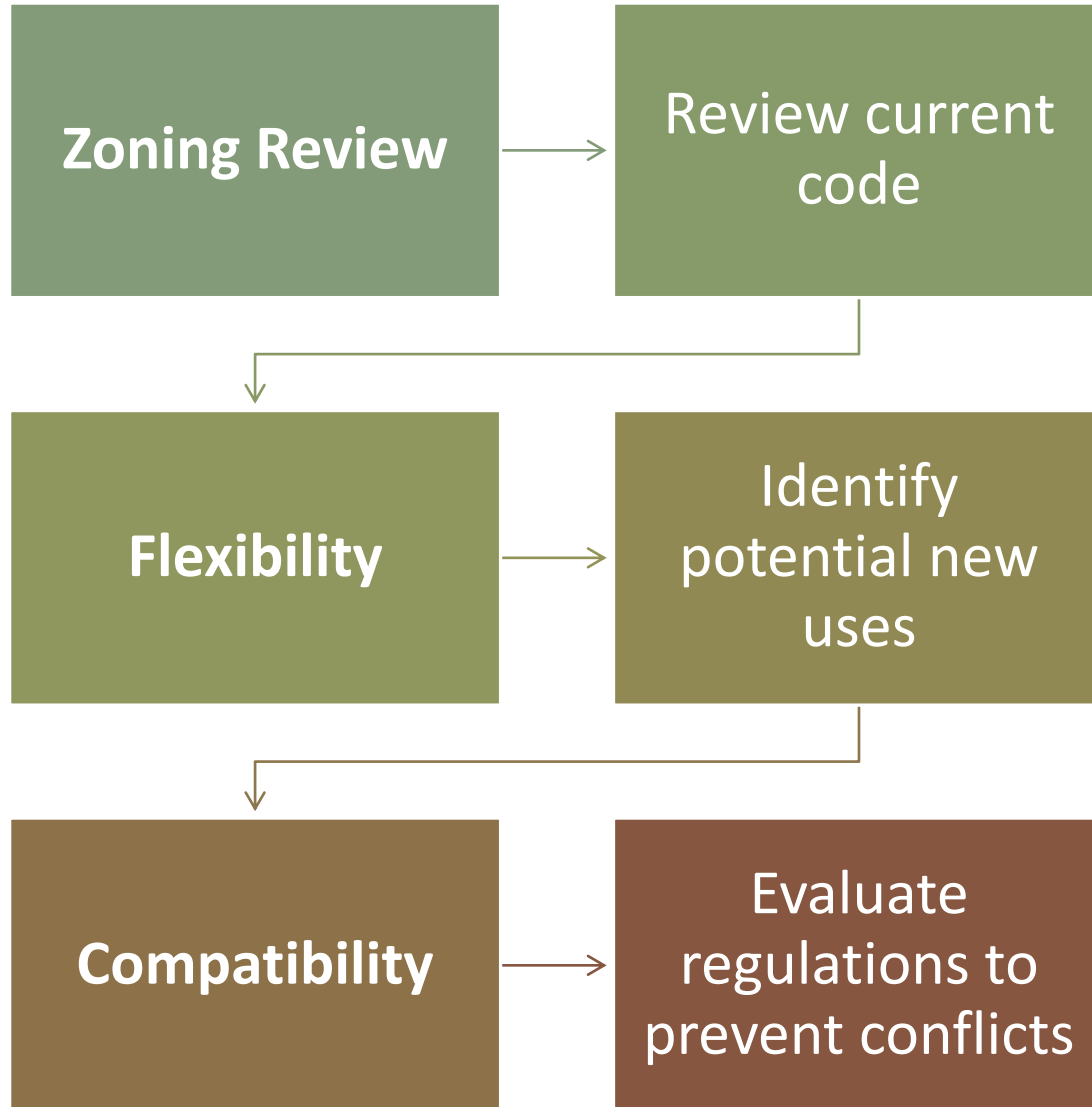 Zoning Review
Review current
code
Flexibility
Identify
potential new
uses
Compatibility
Evaluate
regulations to
prevent conflicts